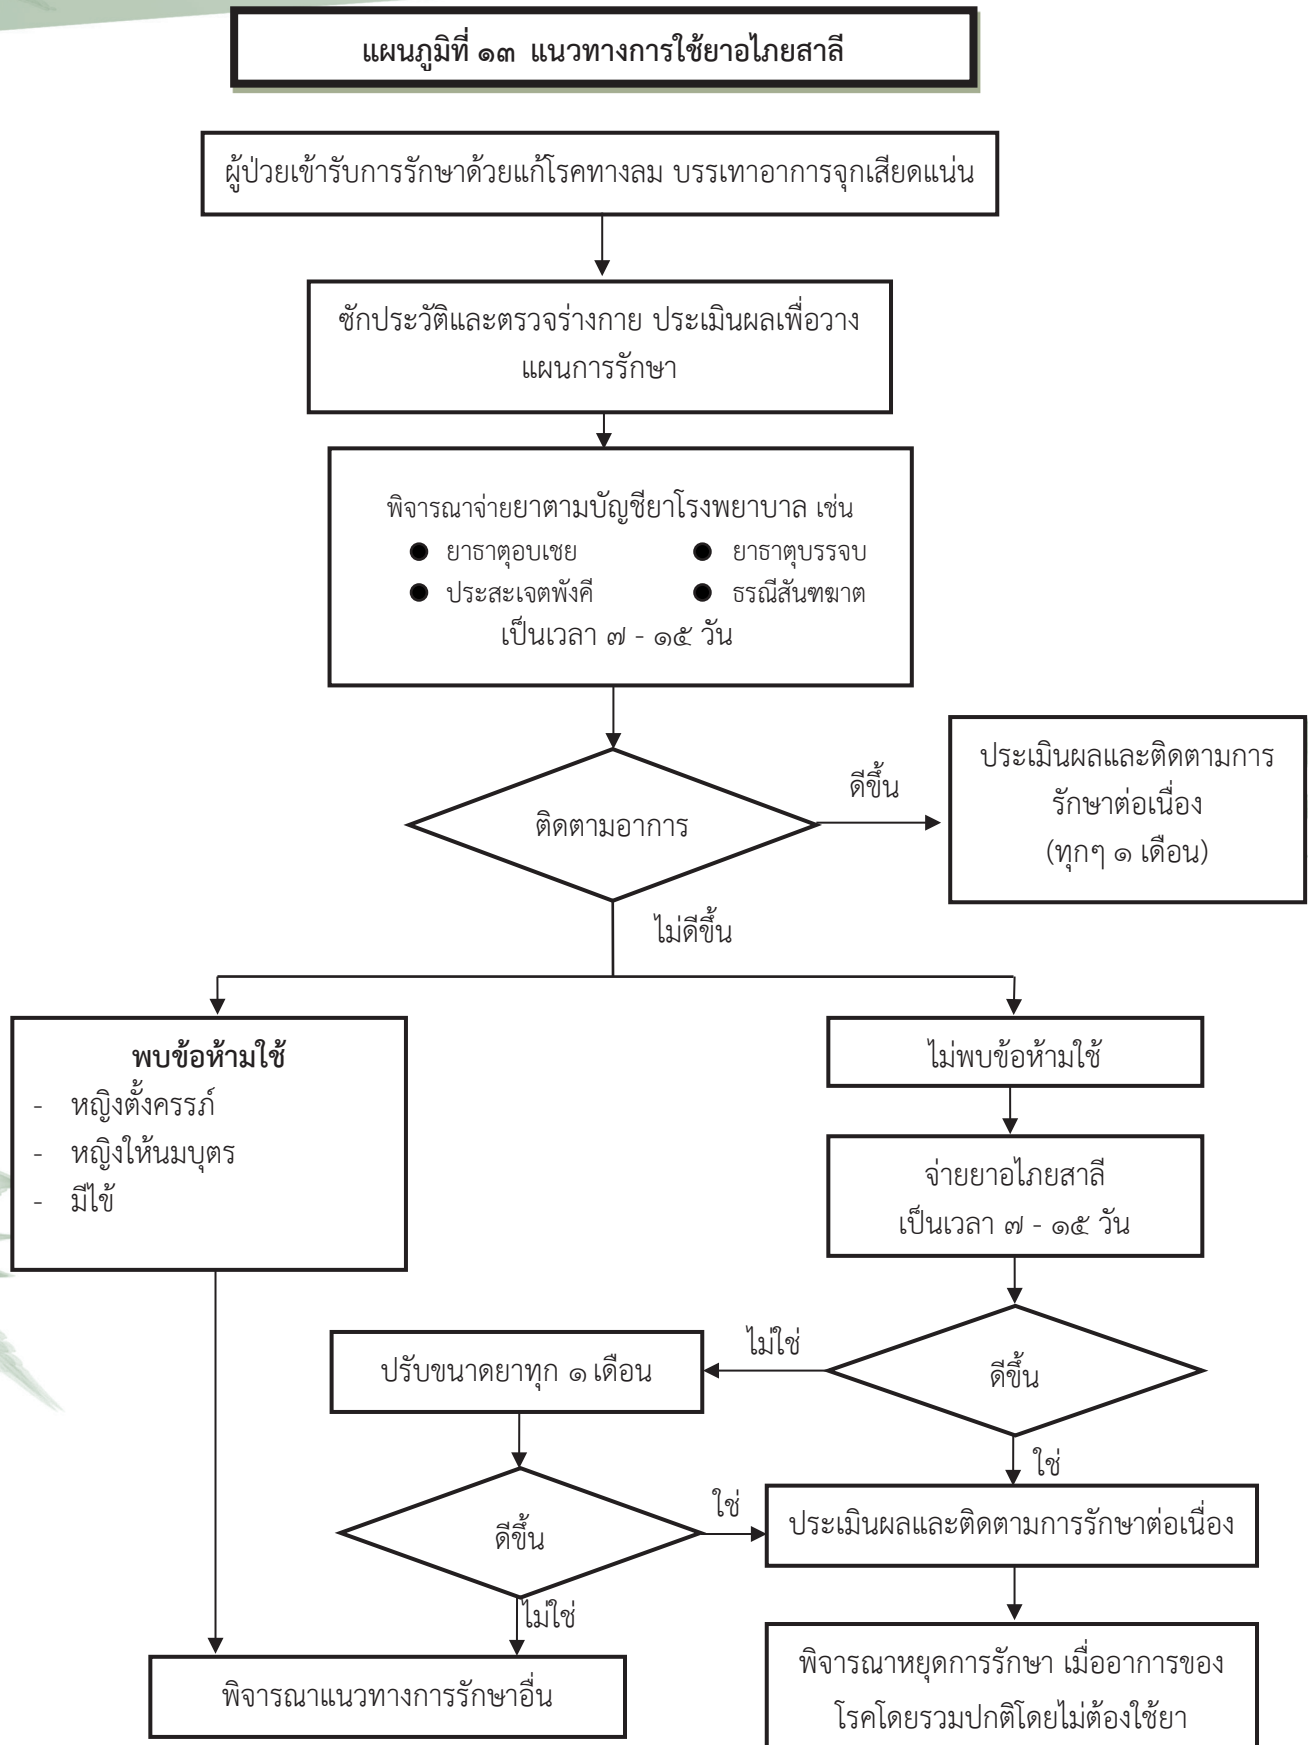 แผนภูมิที่ ๑๓ แนวทางการใช้ยาอไภยสาลี
ผู้ป่วยเข้ารับการรักษาด้วยแก้โรคทางลม บรรเทาอาการจุกเสียดแน่น
ซักประวัติและตรวจร่างกาย ประเมินผลเพื่อวาง
แผนการรักษา
พิจารณาจ่ายยาตามบัญชียาโรงพยาบาล เช่น
● ยาธาตุอบเชย ● ยาธาตุบรรจบ
● ประสะเจตพังคี ● ธรณีสันฑฆาต
เป็นเวลา ๗ - ๑๕ วัน
ติดตามอาการ
ดีขึ้น
ประเมินผลและติดตามการ
รักษาต่อเนื่อง
(ทุกๆ ๑ เดือน)
ไม่ดีขึ้น
พบข้อห้ามใช้
- หญิงตั้งครรภ์
- หญิงให้นมบุตร
- มีไข้
ไม่พบข้อห้ามใช้
จ่ายยาอไภยสาลี
เป็นเวลา ๗ - ๑๕ วัน
ดีขึ้น
ไม่ใช่
ปรับขนาดยาทุก ๑ เดือน
ใช่
ดีขึ้น
ใช่
ประเมินผลและติดตามการรักษาต่อเนื่อง
ไม่ใช่
พิจารณาแนวทางการรักษาอื่น
พิจารณาหยุดการรักษา เมื่ออาการของ
โรคโดยรวมปกติโดยไม่ต้องใช้ยา